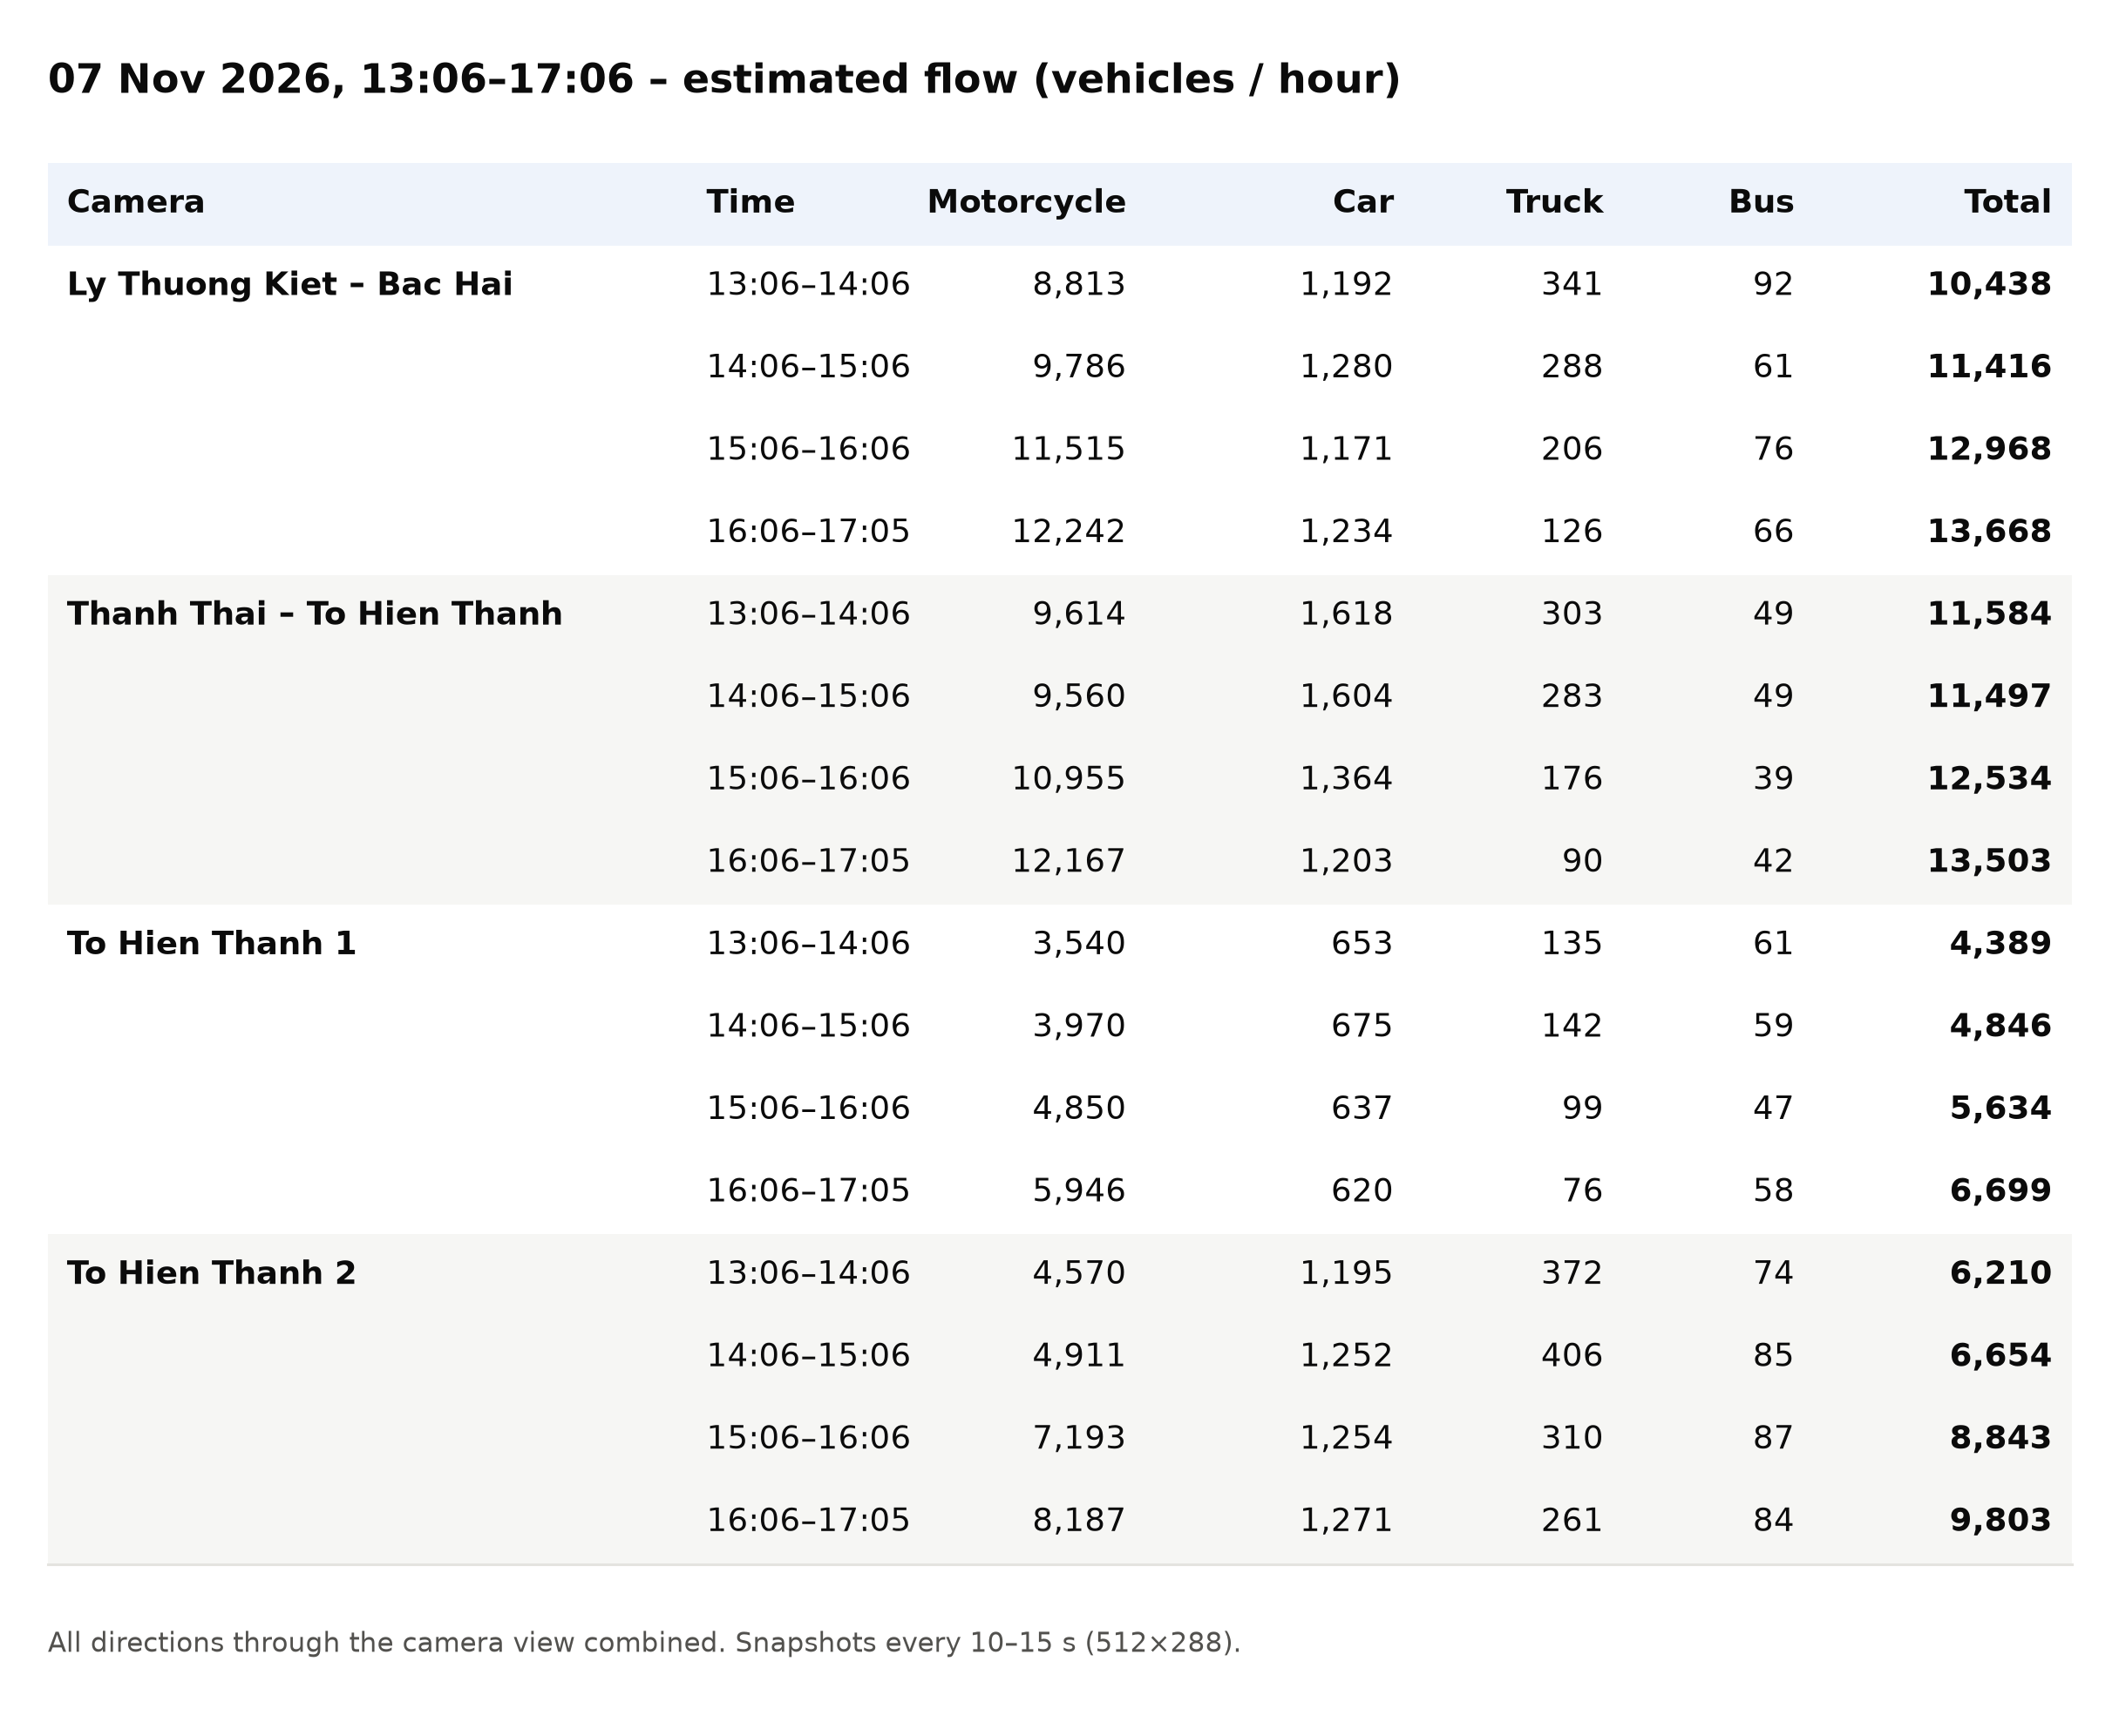 07 Nov 2026, 13:06–17:06 – estimated flow (vehicles / hour)
Camera Time Motorcycle Car Truck Bus Total
Ly Thuong Kiet – Bac Hai 13:06–14:06 8,813 1,192 341 92 10,438
14:06–15:06 9,786 1,280 288 61 11,416
15:06–16:06 11,515 1,171 206 76 12,968
16:06–17:05 12,242 1,234 126 66 13,668
Thanh Thai – To Hien Thanh 13:06–14:06 9,614 1,618 303 49 11,584
14:06–15:06 9,560 1,604 283 49 11,497
15:06–16:06 10,955 1,364 176 39 12,534
16:06–17:05 12,167 1,203 90 42 13,503
To Hien Thanh 1 13:06–14:06 3,540 653 135 61 4,389
14:06–15:06 3,970 675 142 59 4,846
15:06–16:06 4,850 637 99 47 5,634
16:06–17:05 5,946 620 76 58 6,699
To Hien Thanh 2 13:06–14:06 4,570 1,195 372 74 6,210
14:06–15:06 4,911 1,252 406 85 6,654
15:06–16:06 7,193 1,254 310 87 8,843
16:06–17:05 8,187 1,271 261 84 9,803
All directions through the camera view combined. Snapshots every 10–15 s (512×288).